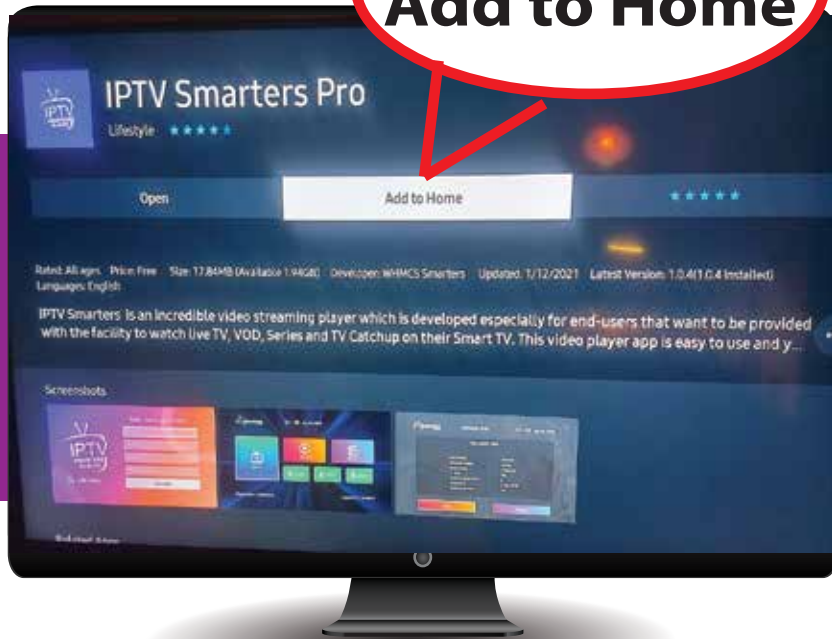 Add to Home
IPTV
IPTV Smarters Pro
Lifestyle
Open
Add to Home
Rated: All ages Price: Free Size: 17.84MB (Available 1.94GB) Developer: WHMCS Smarters Updated: 1/12/2021 Latest Version: 1.0.4(1.0.4 Installed)
Languages: English
IPTV Smarters is an incredible video streaming player which is developed especially for end-users that want to be provided
with the facility to watch live TV, VOD, Series and TV Catchup on their Smart TV. This video player app is easy to use and y...
Screenshots
IPTV
Related Apps